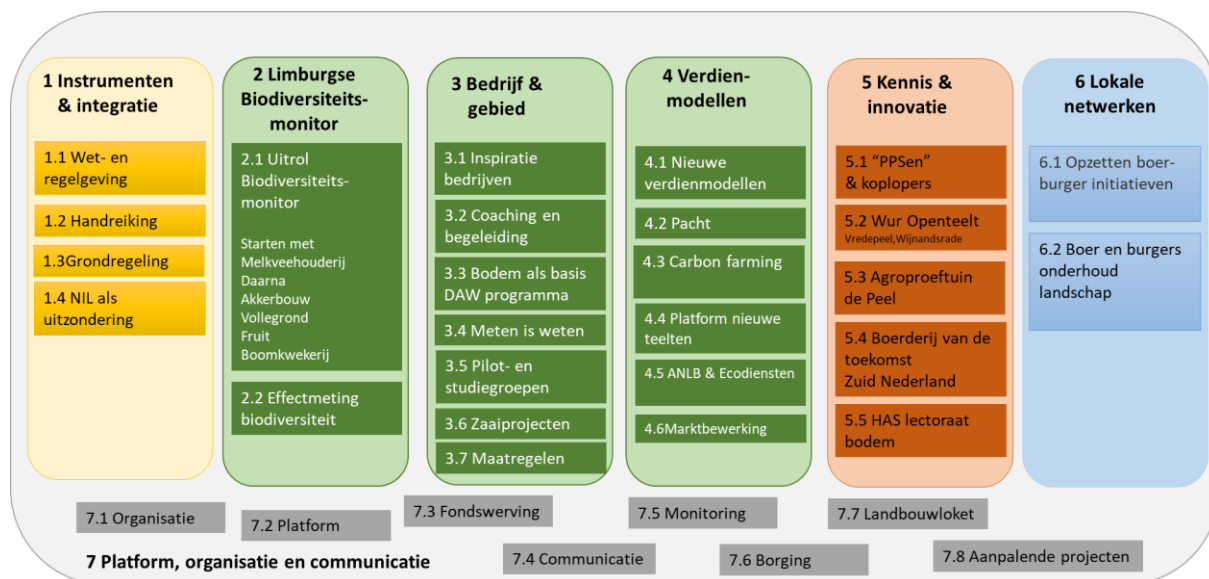 1 Instrumenten
& integratie
1.1 Wet- en
regelgeving
1.2 Handreiking
1.3Grondregeling
1.4 NIL als
uitzondering
2 Limburgse
Biodiversiteits-
monitor
2.1 Uitrol
Biodiversiteits-
monitor
Starten met
Melkveehouderij
Daarna
Akkerbouw
Vollegrond
Fruit
Boomkwekerij
2.2 Effectmeting
biodiversiteit
3 Bedrijf &
gebied
3.1 Inspiratie
bedrijven
3.2 Coaching en
begeleiding
3.3 Bodem als basis
DAW programma
3.4 Meten is weten
3.5 Pilot- en
studiegroepen
3.6 Zaaiprojecten
3.7 Maatregelen
4 Verdien-
modellen
4.1 Nieuwe
verdienmodellen
4.2 Pacht
4.3 Carbon farming
4.4 Platform nieuwe
teelten
4.5 ANLB & Ecodiensten
4.6Marktbewerking
5 Kennis &
innovatie
5.1 “PPSen”
& koplopers
5.2 Wur Openteelt
Vredepeel,Wijnandsrade
5.3 Agroproeftuin
de Peel
5.4 Boerderij van de
toekomst
Zuid Nederland
5.5 HAS lectoraat
bodem
6 Lokale
netwerken
6.1 Opzetten boer-
burger initiatieven
6.2 Boer en burgers
onderhoud
landschap
7.1 Organisatie
7.2 Platform
7.3 Fondswerving
7.5 Monitoring
7.7 Landbouwloket
7 Platform, organisatie en communicatie
7.4 Communicatie
7.6 Borging
7.8 Aanpalende projecten